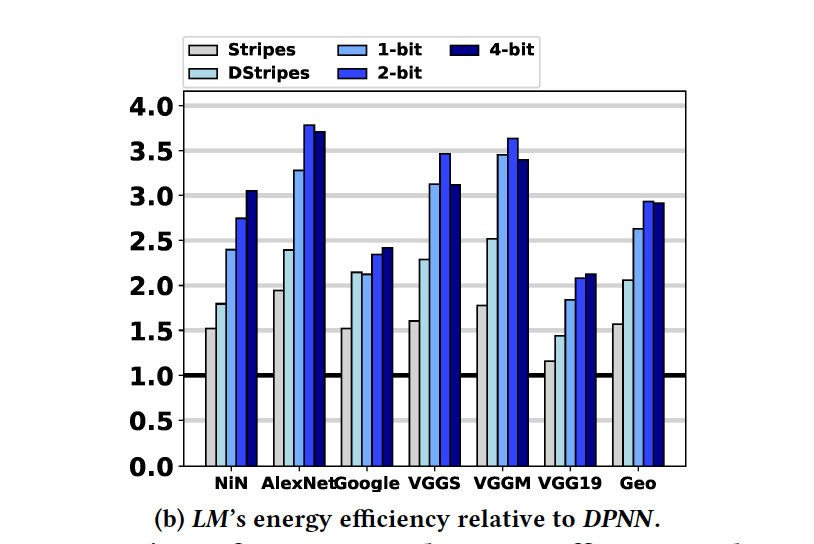 Stripes 1-bit 4-bit
DStripes 2-bit
4.0
3.5
3.0
2.5
2.0
1.5
1.0
0.5
0.0
NiN AlexNet Google VGGS VGGM VGG19 Geo
(b) LM's energy efficiency relative to DPNN.